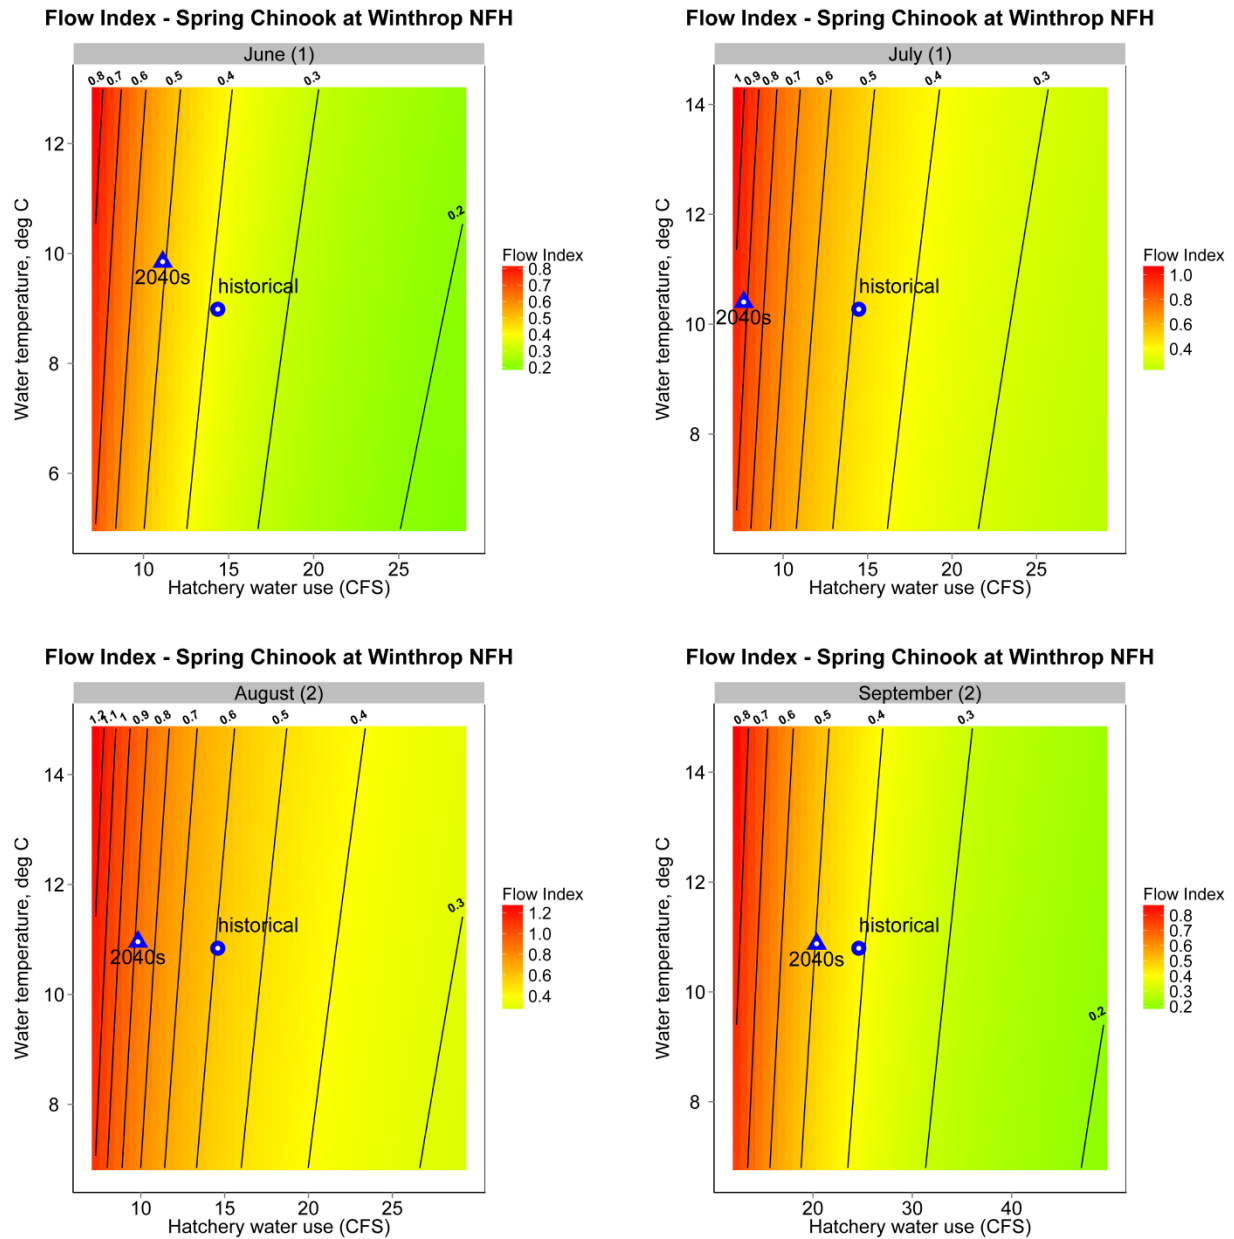 Flow Index - Spring Chinook at Winthrop NFH
June (1)
0.8 0.7 0.6 0.5 0.4 0.3
0.2
12
10
8
6
Water temperature, deg C
2040s
historical
10 15 20 25
Hatchery water use (CFS)
Flow Index
0.8
0.7
0.6
0.5
0.4
0.3
0.2
Flow Index - Spring Chinook at Winthrop NFH
July (1)
1 0.9 0.8 0.7 0.6 0.5 0.4 0.3
14
12
10
8
Water temperature, deg C
2040s
historical
10 15 20 25
Hatchery water use (CFS)
Flow Index
1.0
0.8
0.6
0.4
Flow Index - Spring Chinook at Winthrop NFH
August (2)
1.2 1.1 1 0.9 0.8 0.7 0.6 0.5 0.4
0.3
14
12
10
8
Water temperature, deg C
2040s
historical
10 15 20 25
Hatchery water use (CFS)
Flow Index
1.2
1.0
0.8
0.6
0.4
Flow Index - Spring Chinook at Winthrop NFH
September (2)
0.8 0.7 0.6 0.5 0.4 0.3
0.2
14
12
10
8
Water temperature, deg C
2040s
historical
20 30 40
Hatchery water use (CFS)
Flow Index
0.8
0.7
0.6
0.5
0.4
0.3
0.2